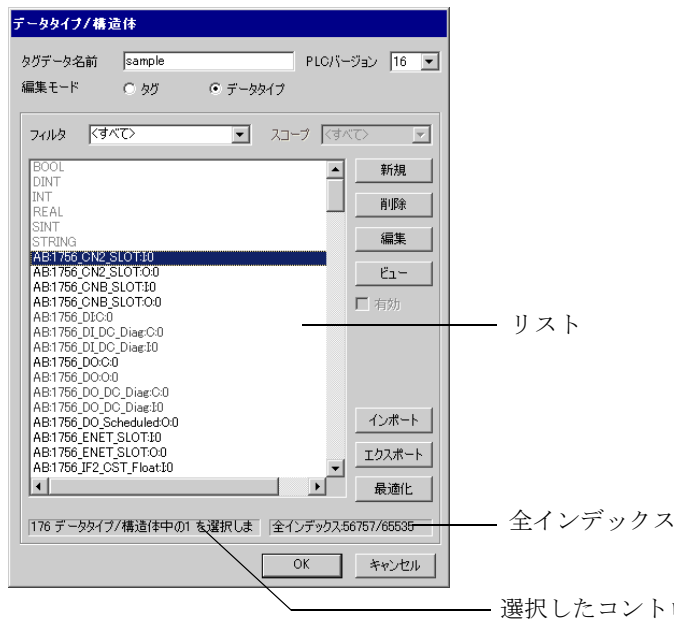 データタイプ/構造体
タグデータ名前 sample PLCバージョン 16
編集モード タグ データタイプ
フィルタ <すべて> スコープ <すべて>
BOOL
DINT
INT
REAL
SINT
STRING
AB:1756_CN2_SLOT:I:0
AB:1756_CN2_SLOT:O:0
AB:1756_CNB_SLOT:I:0
AB:1756_CNB_SLOT:O:0
AB:1756_DI:C:0
AB:1756_DI_DC_Diag:C:0
AB:1756_DI_DC_Diag:I:0
AB:1756_DO:C:0
AB:1756_DO:O:0
AB:1756_DO_DC_Diag:C:0
AB:1756_DO_DC_Diag:I:0
AB:1756_DO_Scheduled:O:0
AB:1756_ENET_SLOT:I:0
AB:1756_ENET_SLOT:O:0
AB:1756_IF2_CST_Float:I:0
新規
削除
編集
ビュー
有効
リスト
インポート
エクスポート
最適化
176 データタイプ/構造体中の1 を選択しま 全インデックス:56757/65535
全インデックス
OK キャンセル
選択したコント